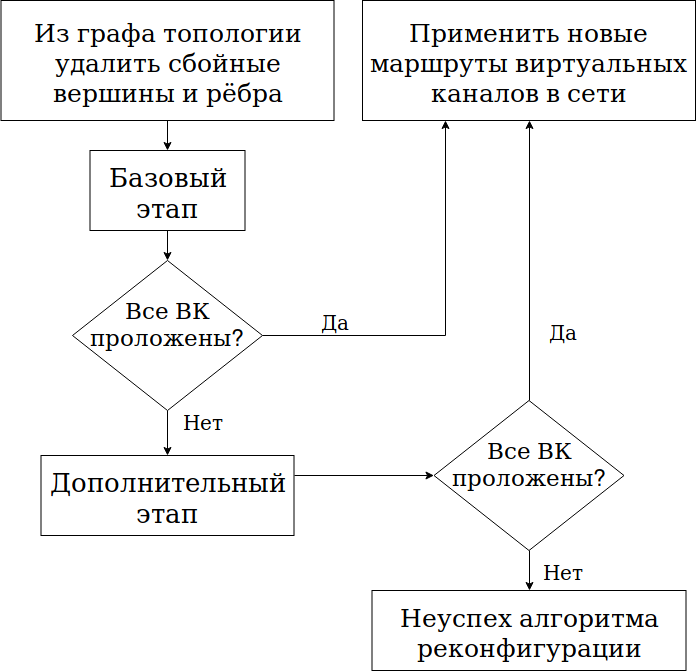 Из графа топологии
удалить сбойные
вершины и рёбра
Применить новые
маршруты виртуальных
каналов в сети
Базовый
этап
Все ВК
проложены?
Да
Да
Нет
Дополнительный
этап
Все ВК
проложены?
Нет
Неуспех алгоритма
реконфигурации